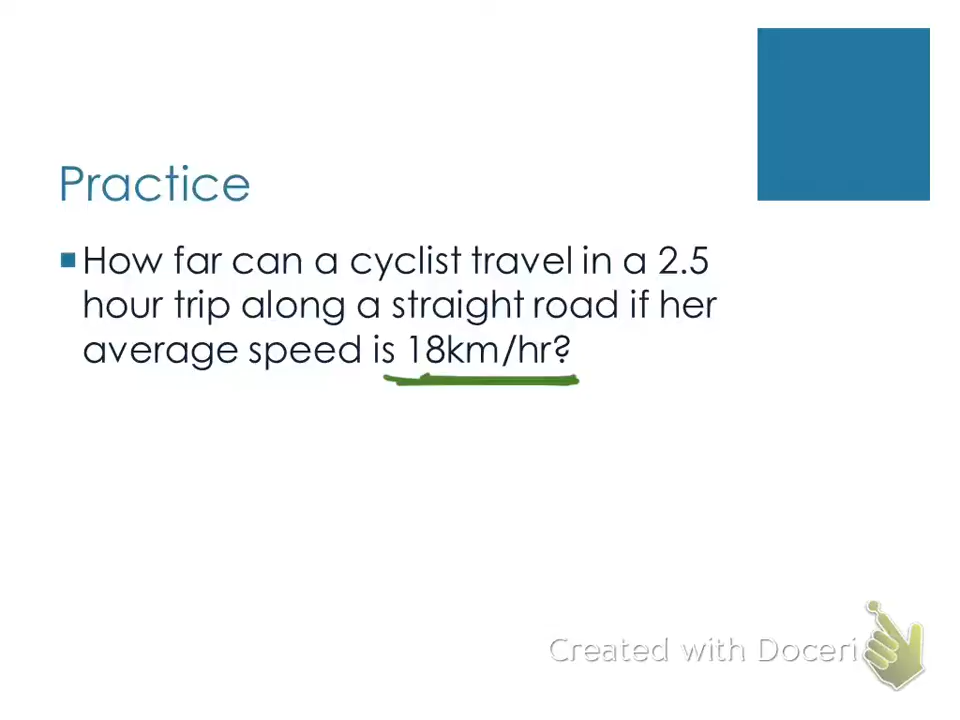 Practice
How far can a cyclist travel in a 2.5
hour trip along a straight road if her
average speed is 18km/hr?
Created with Doceri